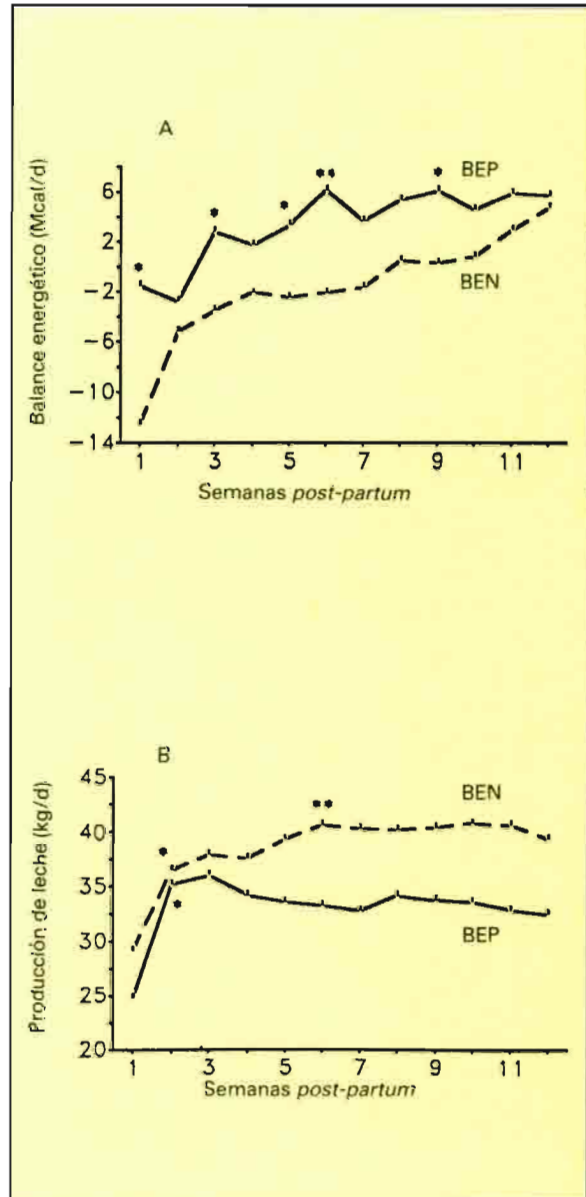 A
Balance energético (Mcal/d)
6
2
−2
−6
−10
−14
* * * ** *
BEP
BEN
1 3 5 7 9 11
Semanas post-partum
B
Producción de leche (kg/d)
45
40
35
30
25
20
* * **
BEN
BEP
1 3 5 7 9 11
Semanas post-partum